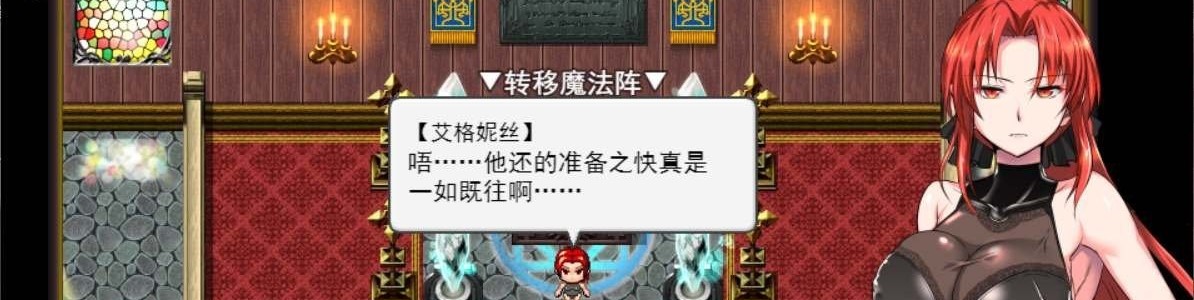 ▼转移魔法阵▼
【艾格妮丝】
唔……他还的准备之快真是
一如既往啊……